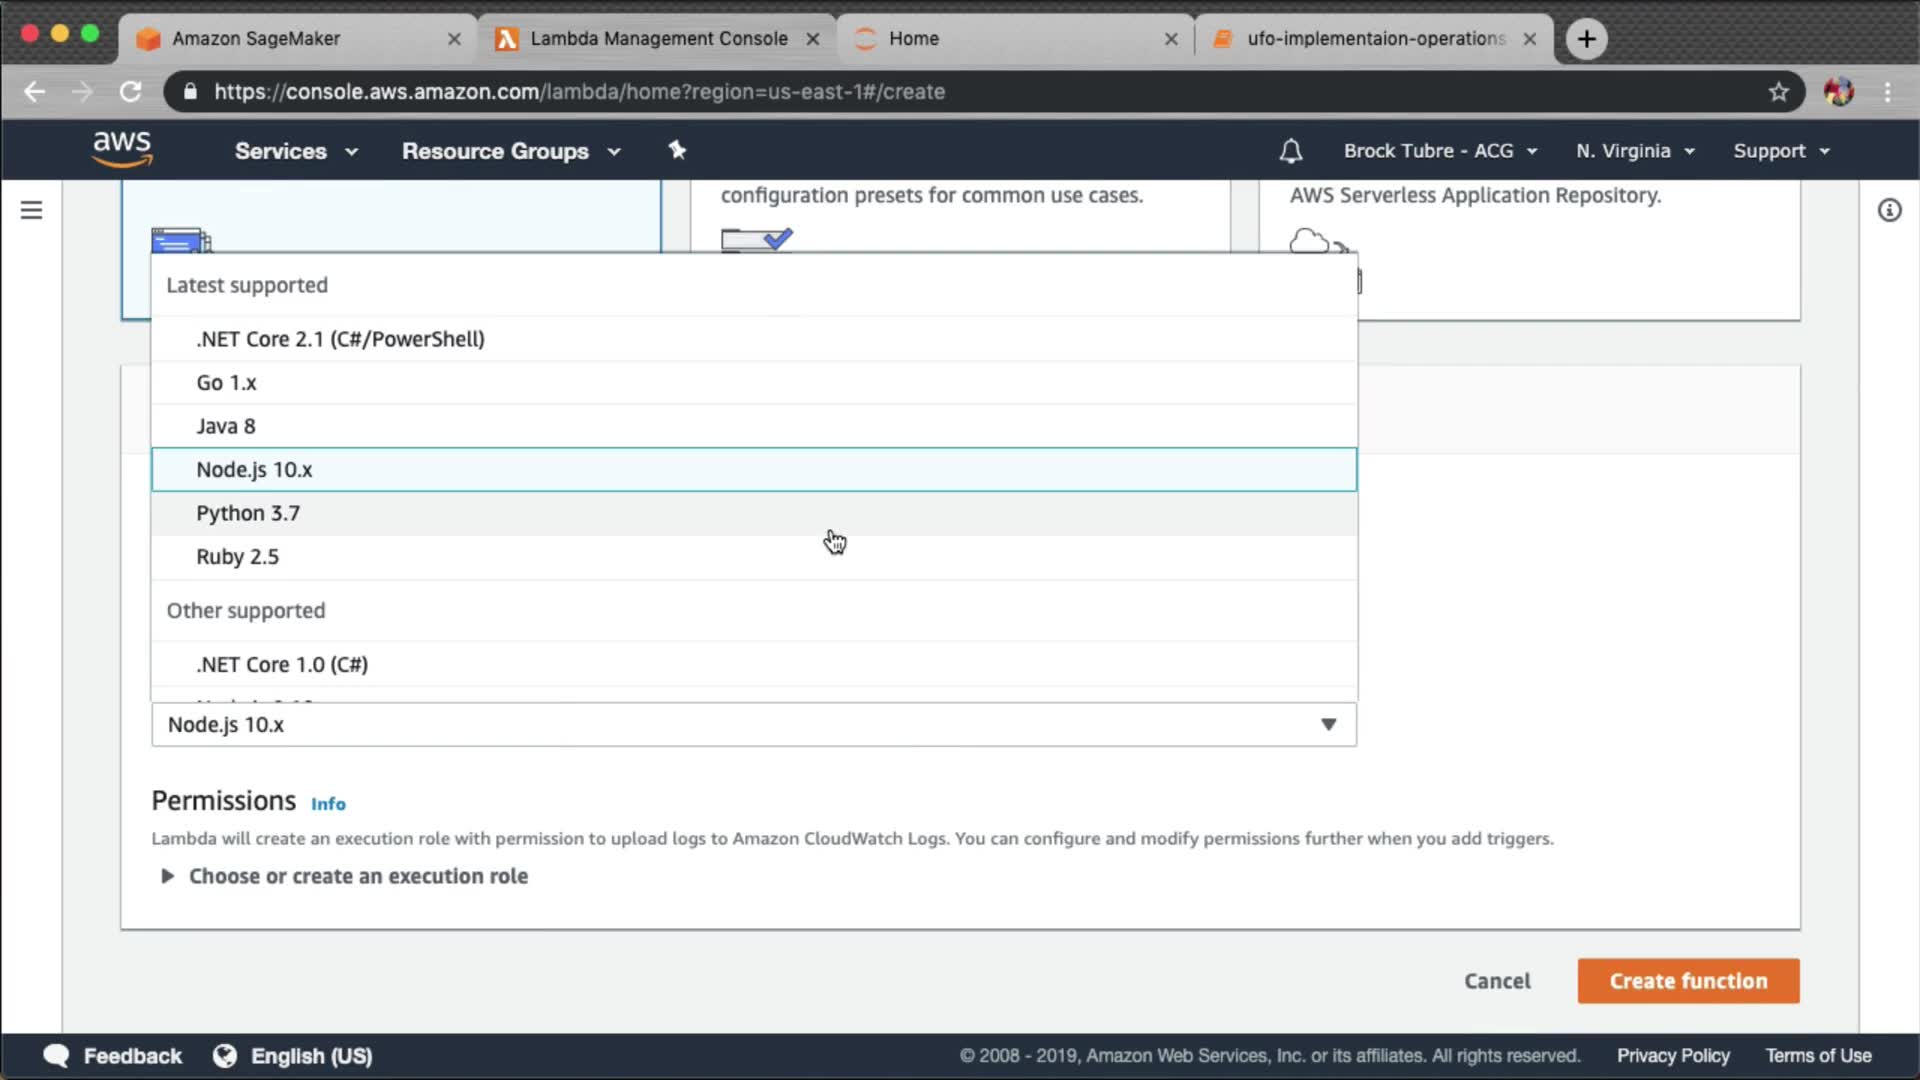 Amazon SageMaker
Lambda Management Console
Home
ufo-implementaion-operations
https://console.aws.amazon.com/lambda/home?region=us-east-1#/create
aws
Services
Resource Groups
Brock Tubre - ACG
N. Virginia
Support
configuration presets for common use cases.
AWS Serverless Application Repository.
Latest supported
.NET Core 2.1 (C#/PowerShell)
Go 1.x
Java 8
Node.js 10.x
Python 3.7
Ruby 2.5
Other supported
.NET Core 1.0 (C#)
Node.js 10.x
Permissions Info
Lambda will create an execution role with permission to upload logs to Amazon CloudWatch Logs. You can configure and modify permissions further when you add triggers.
Choose or create an execution role
Cancel
Create function
Feedback
English (US)
© 2008 - 2019, Amazon Web Services, Inc. or its affiliates. All rights reserved.
Privacy Policy
Terms of Use